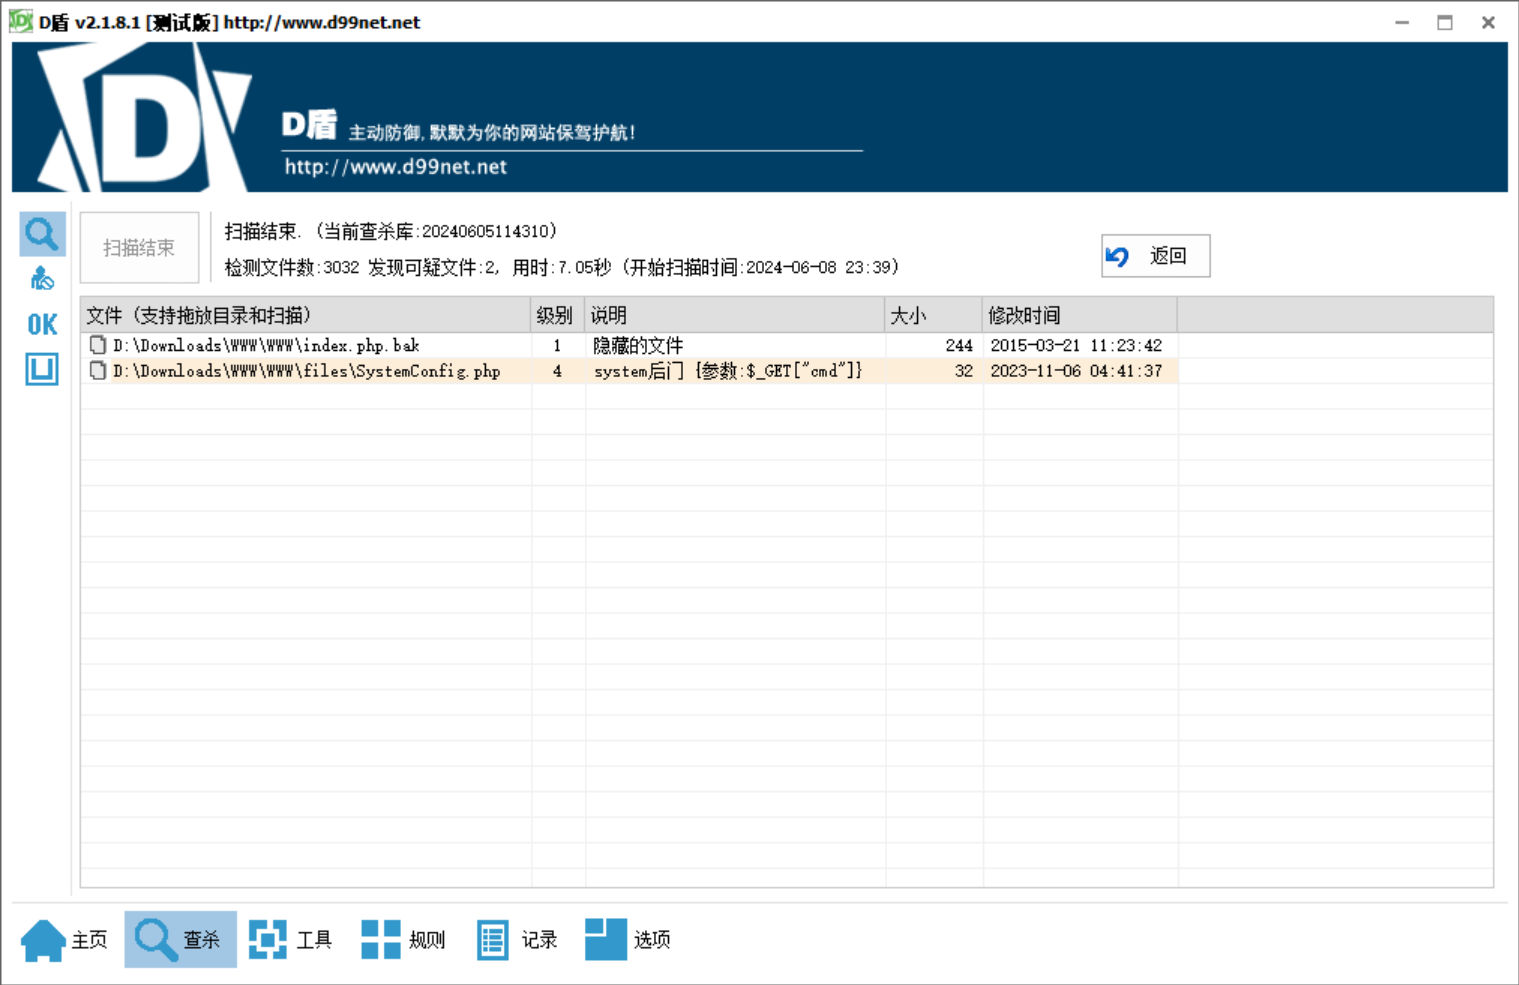 D盾 v2.1.8.1 [测试版] http://www.d99net.net
D盾 主动防御,默默为你的网站保驾护航!
http://www.d99net.net
扫描结束
扫描结束. (当前查杀库:20240605114310)
检测文件数:3032 发现可疑文件:2, 用时:7.05秒 (开始扫描时间:2024-06-08 23:39)
返回
OK
文件 (支持拖放目录和扫描) 级别 说明 大小 修改时间
D:\Downloads\WWW\WWW\index.php.bak 1 隐藏的文件 244 2015-03-21 11:23:42
D:\Downloads\WWW\WWW\files\SystemConfig.php 4 system后门 {参数:$_GET["cmd"]} 32 2023-11-06 04:41:37
主页 查杀 工具 规则 记录 选项